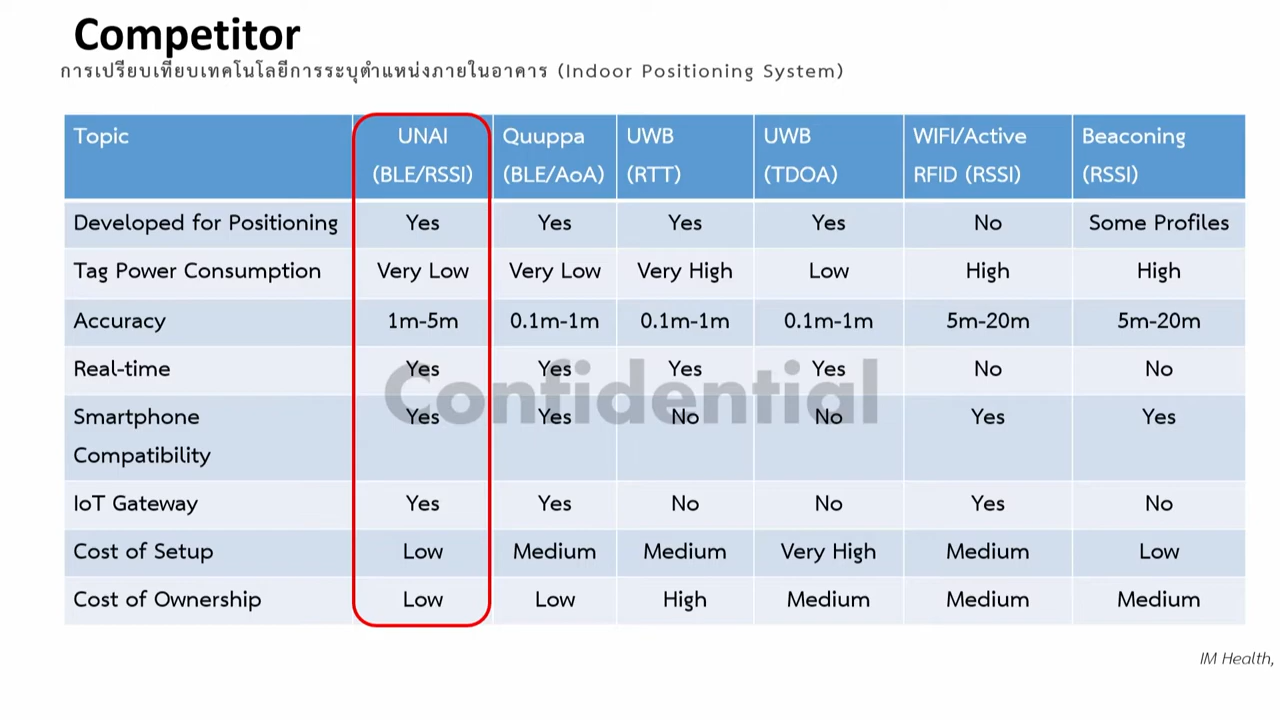 Competitor
การเปรียบเทียบเทคโนโลยีการระบุตำแหน่งภายในอาคาร (Indoor Positioning System)
Topic UNAI (BLE/RSSI) Quuppa (BLE/AoA) UWB (RTT) UWB (TDOA) WIFI/Active RFID (RSSI) Beaconing (RSSI)
Developed for Positioning Yes Yes Yes Yes No Some Profiles
Tag Power Consumption Very Low Very Low Very High Low High High
Accuracy 1m-5m 0.1m-1m 0.1m-1m 0.1m-1m 5m-20m 5m-20m
Real-time Yes Yes Yes Yes No No
Confidential
Smartphone Compatibility Yes Yes No No Yes Yes
IoT Gateway Yes Yes No No Yes No
Cost of Setup Low Medium Medium Very High Medium Low
Cost of Ownership Low Low High Medium Medium Medium
IM Health,